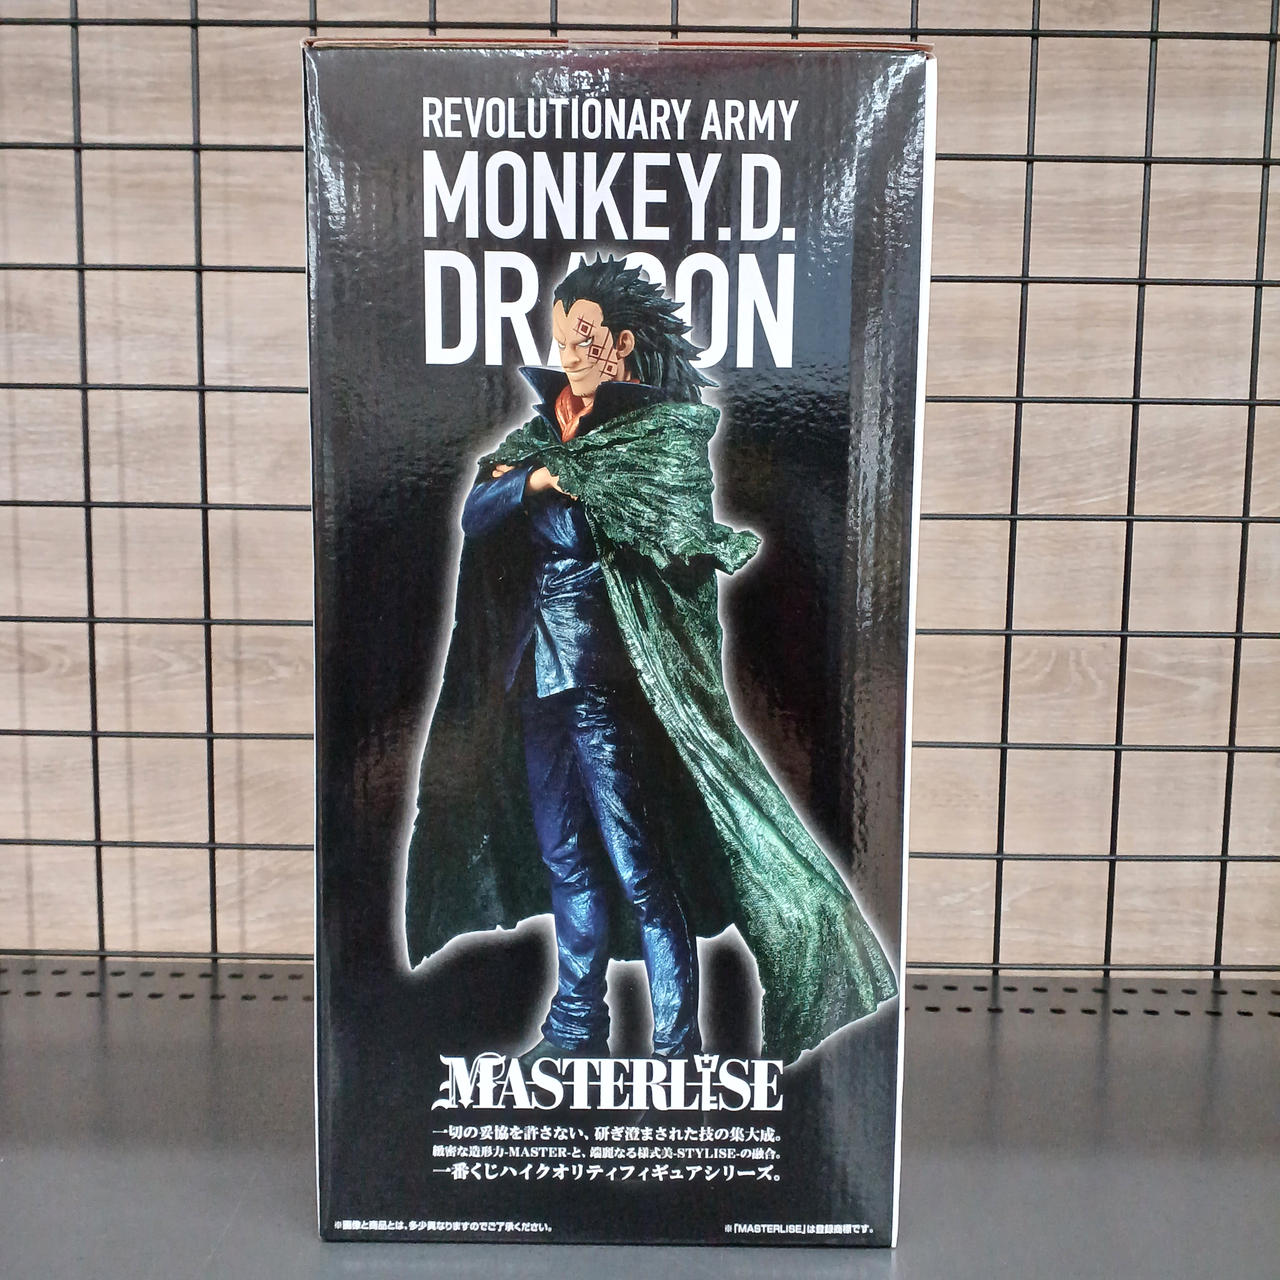 REVOLUTIONARY ARMY
MONKEY.D.
DRAGON
MASTERLISE
一切の妥協を許さない、研ぎ澄まされた技の集大成。
緻密な造形力-MASTER-と、端麗なる様式美-STYLISE-の融合。
一番くじハイクオリティフィギュアシリーズ。
※画像と商品とは、多少異なりますのでご了承ください。
※「MASTERLISE」は登録商標です。